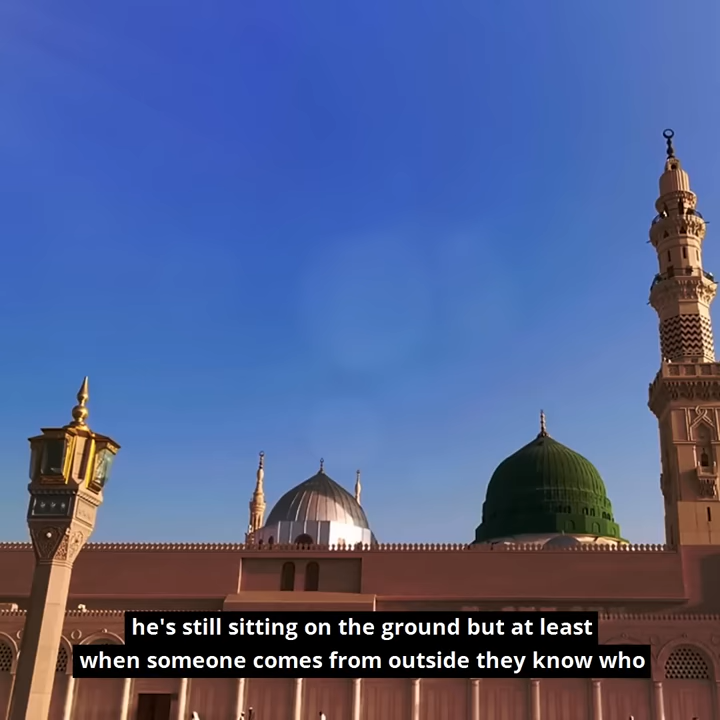 he's still sitting on the ground but at least
when someone comes from outside they know who